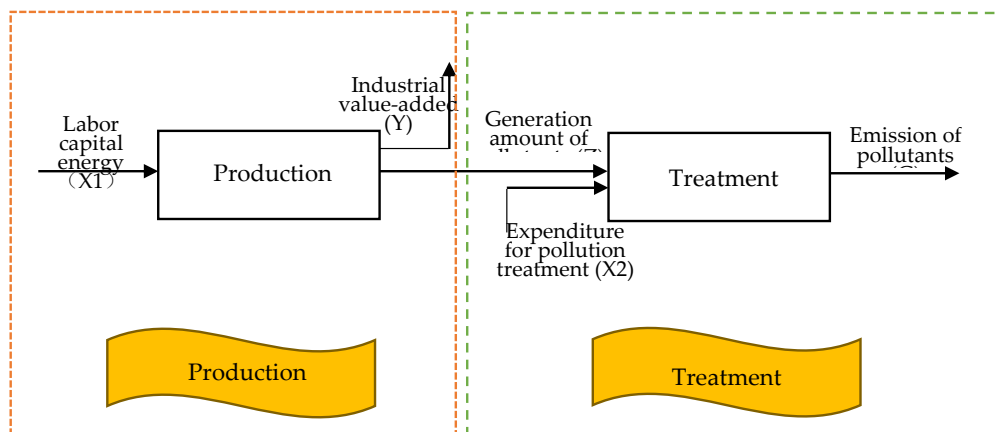 Labor
capital
energy
（X1）
Production
Industrial
value-added
(Y)
Generation
amount of
Expenditure
for pollution
treatment (X2)
Treatment
Emission of
pollutants
Production
Treatment